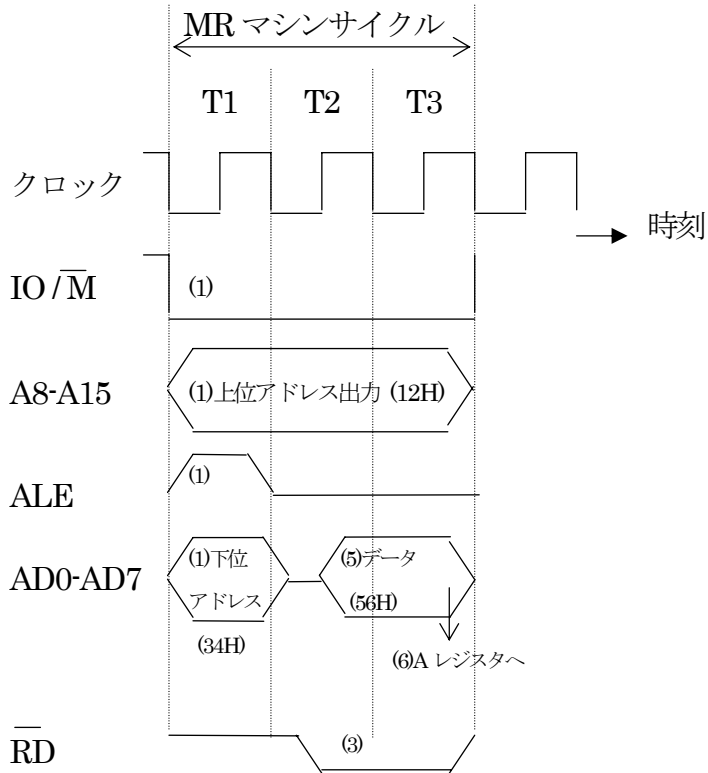 MR マシンサイクル
T1 T2 T3
クロック
時刻
IO / M̅
(1)
A8-A15
(1)上位アドレス出力 (12H)
ALE
(1)
AD0-AD7
(1)下位
アドレス
(34H)
(5)データ
(56H)
(6)A レジスタへ
R̅D̅
(3)